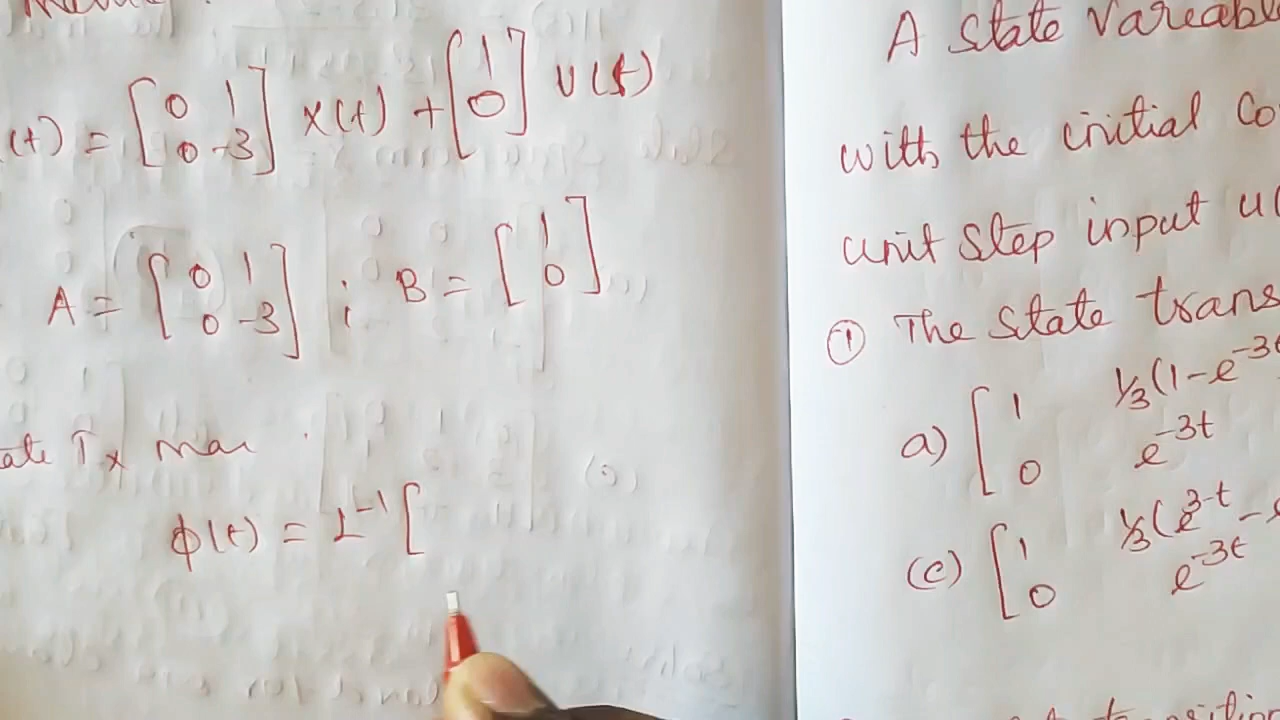 (t) = [ 0 1 0 -3 ] X(t) + [ 1 0 ] U(t)
A = [ 0 1 0 -3 ] ; B = [ 1 0 ]
ate Tx
ϕ(t) = L⁻¹ [
A State Variabl
with the initial Co
unit Step input u(
① The State trans
a) [ 1 ⅓(1-e^-3t
0 e^-3t
(c) [ 1 ⅓(e^3-t -
0 e^-3t